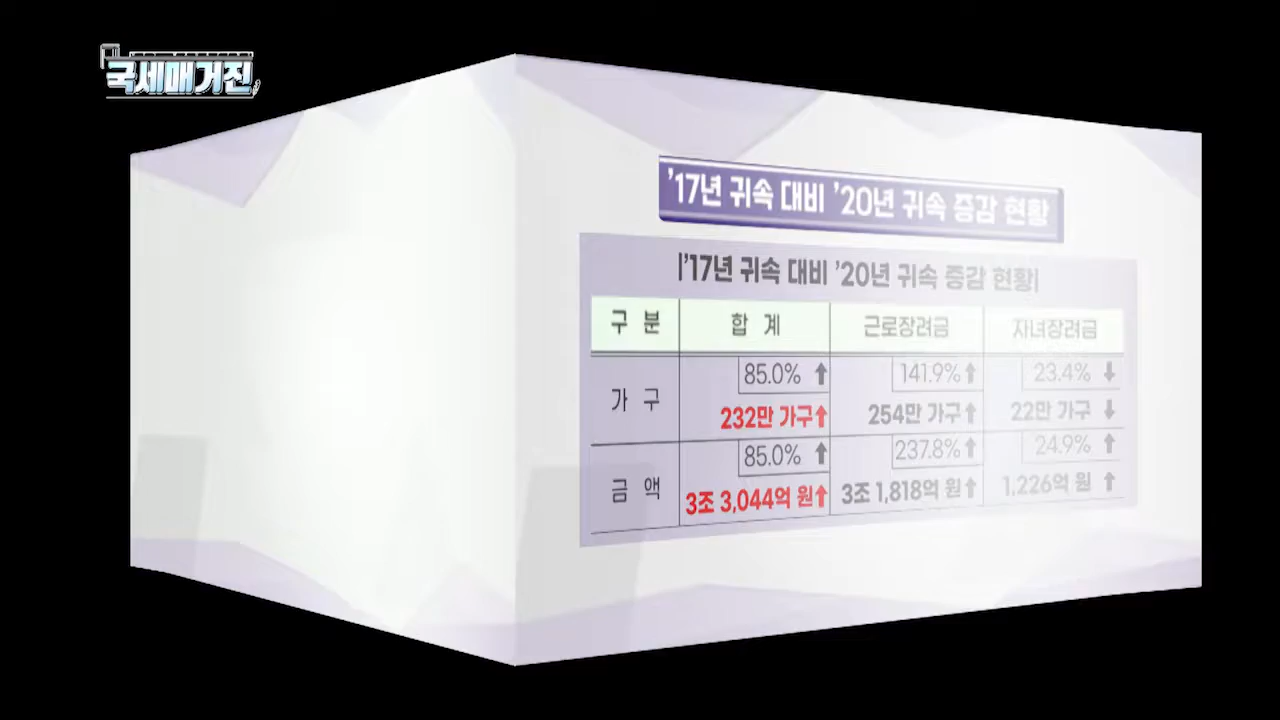 국세매거진
'17년 귀속 대비 '20년 귀속 증감 현황
|'17년 귀속 대비 '20년 귀속 증감 현황|
구 분 합 계 근로장려금 자녀장려금
가 구 85.0% ↑ 141.9% ↑ 23.4% ↓
232만 가구↑ 254만 가구↑ 22만 가구 ↓
금 액 85.0% ↑ 237.8% ↑ 24.9% ↑
3조 3,044억 원↑ 3조 1,818억 원↑ 1,226억 원 ↑